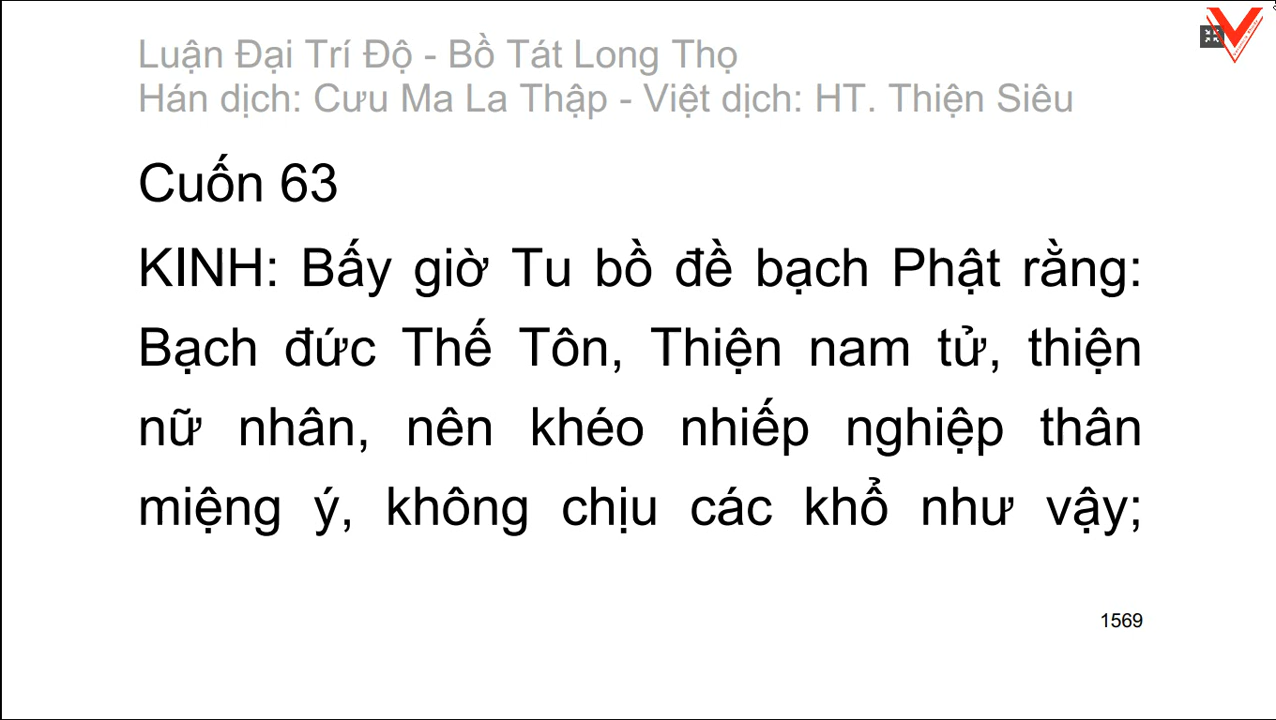 Luận Đại Trí Độ - Bồ Tát Long Thọ
Hán dịch: Cưu Ma La Thập - Việt dịch: HT. Thiện Siêu
Cuốn 63
KINH: Bấy giờ Tu bồ đề bạch Phật rằng:
Bạch đức Thế Tôn, Thiện nam tử, thiện
nữ nhân, nên khéo nhiếp nghiệp thân
miệng ý, không chịu các khổ như vậy;
1569